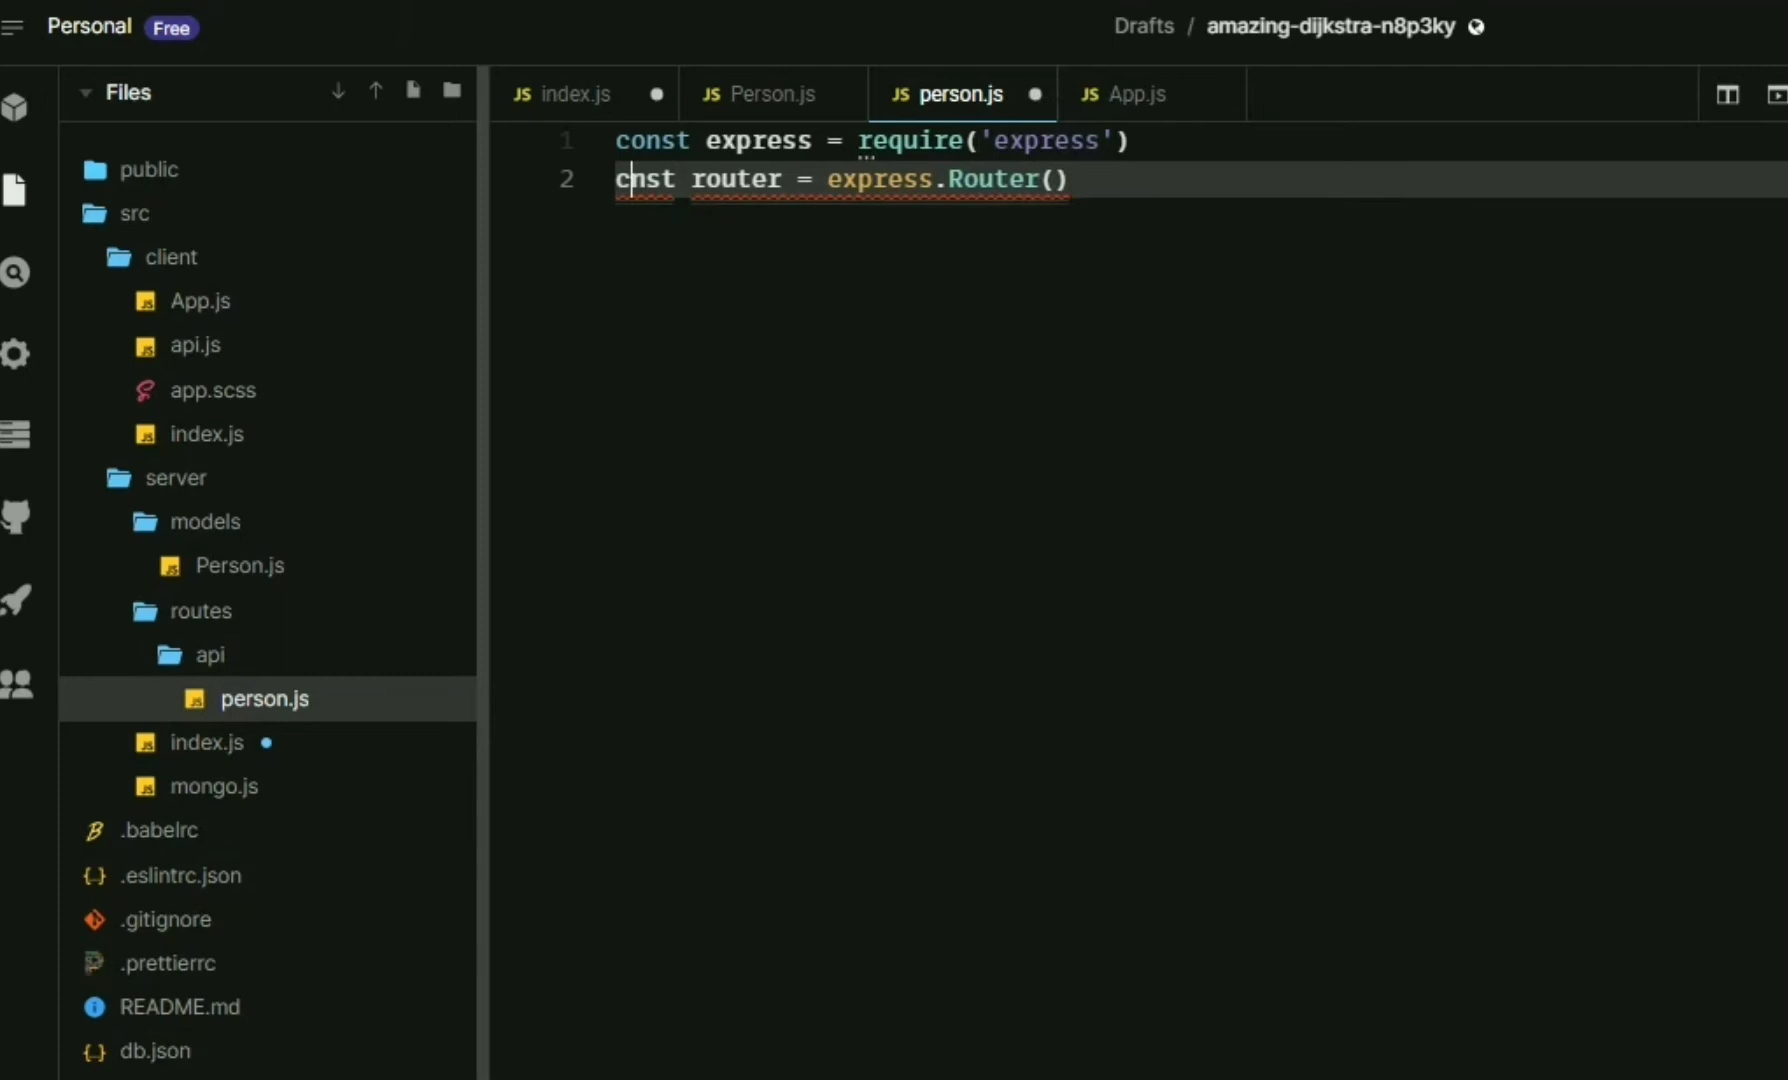 Personal Free
Drafts / amazing-dijkstra-n8p3ky
Files
public
src
client
App.js
api.js
app.scss
index.js
server
models
Person.js
routes
api
person.js
index.js
mongo.js
.babelrc
.eslintrc.json
.gitignore
.prettierrc
README.md
db.json
JS index.js JS Person.js JS person.js JS App.js
1 const express = require('express')
2 cnst router = express.Router()